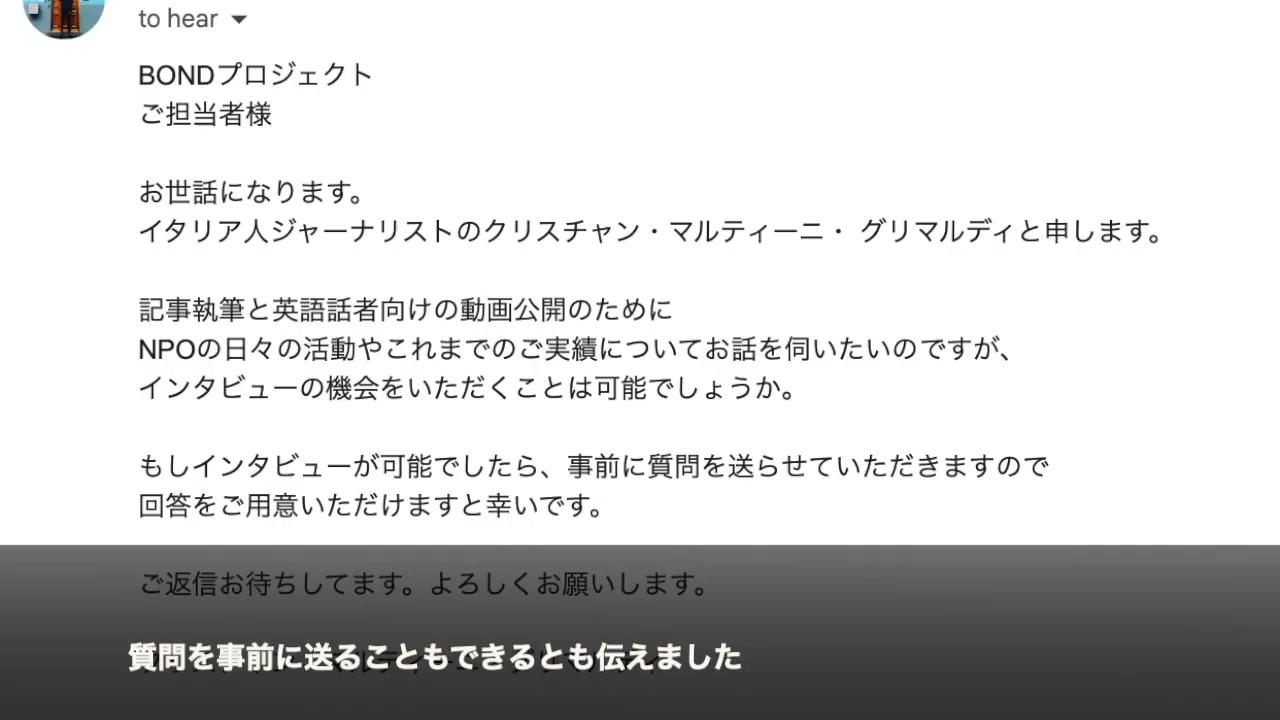 to hear
BONDプロジェクト
ご担当者様
お世話になります。
イタリア人ジャーナリストのクリスチャン・マルティーニ・ グリマルディと申します。
記事執筆と英語話者向けの動画公開のために
NPOの日々の活動やこれまでのご実績についてお話を伺いたいのですが、
インタビューの機会をいただくことは可能でしょうか。
もしインタビューが可能でしたら、事前に質問を送らせていただきますので
回答をご用意いただけますと幸いです。
ご返信お待ちしてます。よろしくお願いします。
質問を事前に送ることもできるとも伝えました